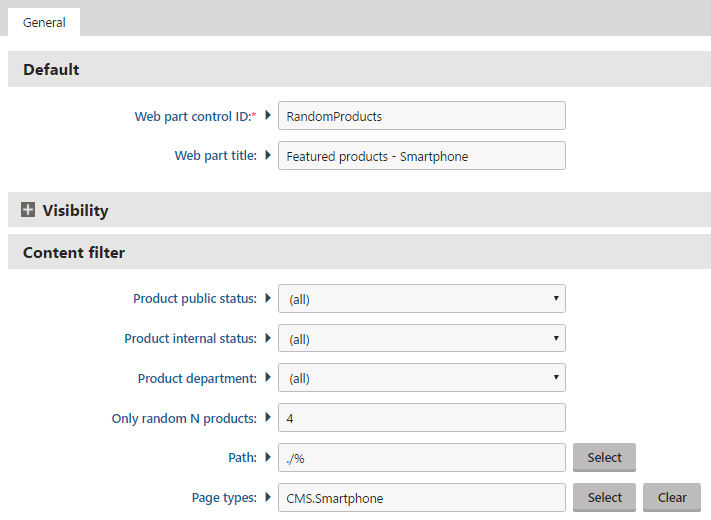 General
Default
Web part control ID:* RandomProducts
Web part title: Featured products - Smartphone
Visibility
Content filter
Product public status: (all)
Product internal status: (all)
Product department: (all)
Only random N products: 4
Path: ./% Select
Page types: CMS.Smartphone Select Clear